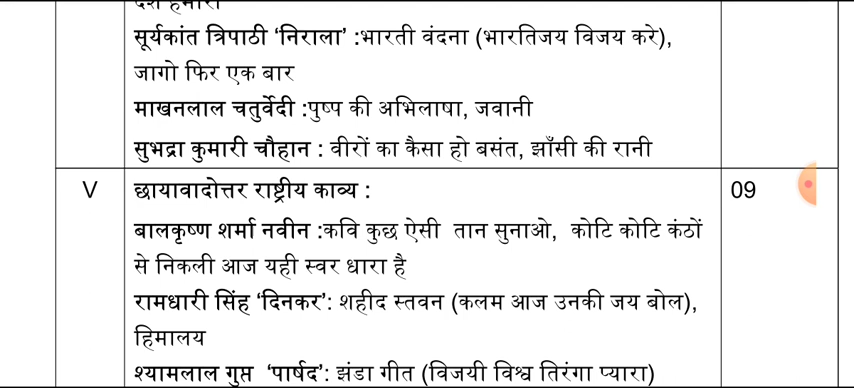 देश हमारा
सूर्यकांत त्रिपाठी ‘निराला’ :भारती वंदना (भारतिजय विजय करे),
जागो फिर एक बार
माखनलाल चतुर्वेदी :पुष्प की अभिलाषा, जवानी
सुभद्रा कुमारी चौहान : वीरों का कैसा हो बसंत, झाँसी की रानी
V छायावादोत्तर राष्ट्रीय काव्य : 09
बालकृष्ण शर्मा नवीन :कवि कुछ ऐसी तान सुनाओ, कोटि कोटि कंठों
से निकली आज यही स्वर धारा है
रामधारी सिंह ‘दिनकर’: शहीद स्तवन (कलम आज उनकी जय बोल),
हिमालय
श्यामलाल गुप्त ‘पार्षद’: झंडा गीत (विजयी विश्व तिरंगा प्यारा)